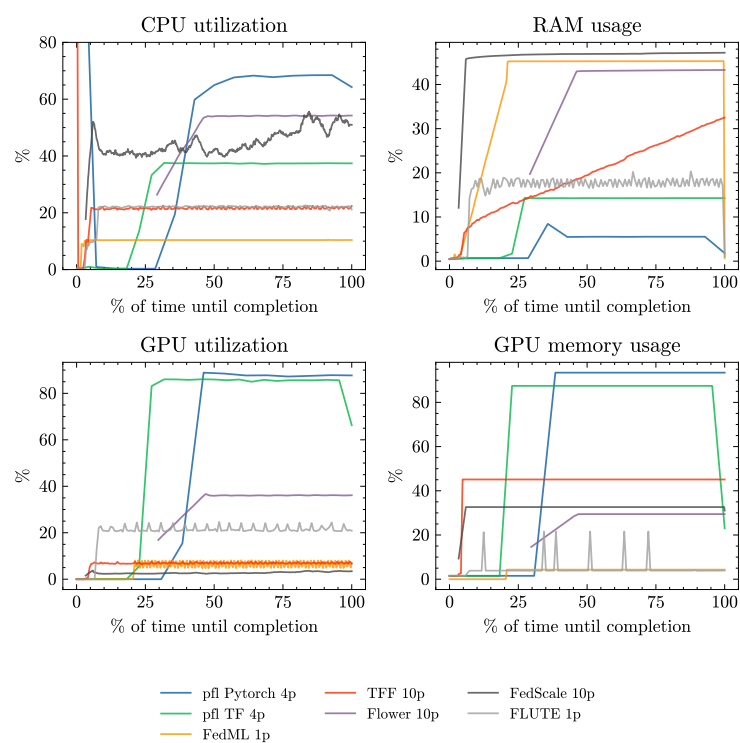 CPU utilization
80
60
40
20
0
%
0 25 50 75 100
% of time until completion
RAM usage
40
30
20
10
0
%
0 25 50 75 100
% of time until completion
GPU utilization
80
60
40
20
0
%
0 25 50 75 100
% of time until completion
GPU memory usage
80
60
40
20
0
%
0 25 50 75 100
% of time until completion
pfl Pytorch 4p
pfl TF 4p
FedML 1p
TFF 10p
Flower 10p
FedScale 10p
FLUTE 1p